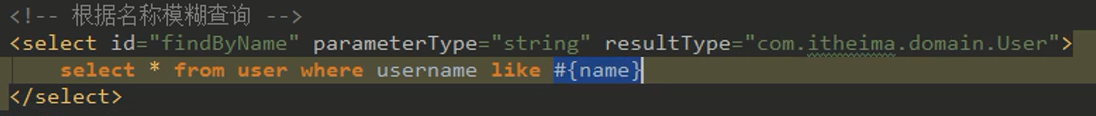 <!-- 根据名称模糊查询 -->
<select id="findByName" parameterType="string" resultType="com.itheima.domain.User">
select * from user where username like #{name}
</select>